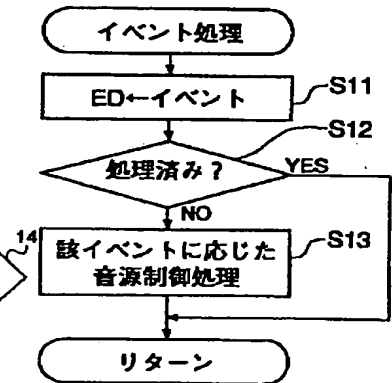 イベント処理
ED←イベント
S11
S12
処理済み?
YES
NO
14
該イベントに応じた
音源制御処理
S13
リターン